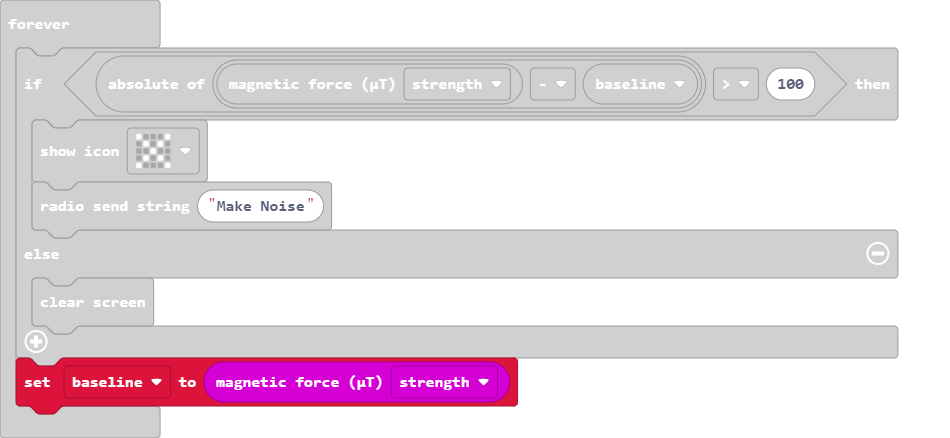 forever
if absolute of magnetic force (µT) strength - baseline > 100 then
show icon
radio send string "Make Noise"
else
clear screen
set baseline to magnetic force (µT) strength